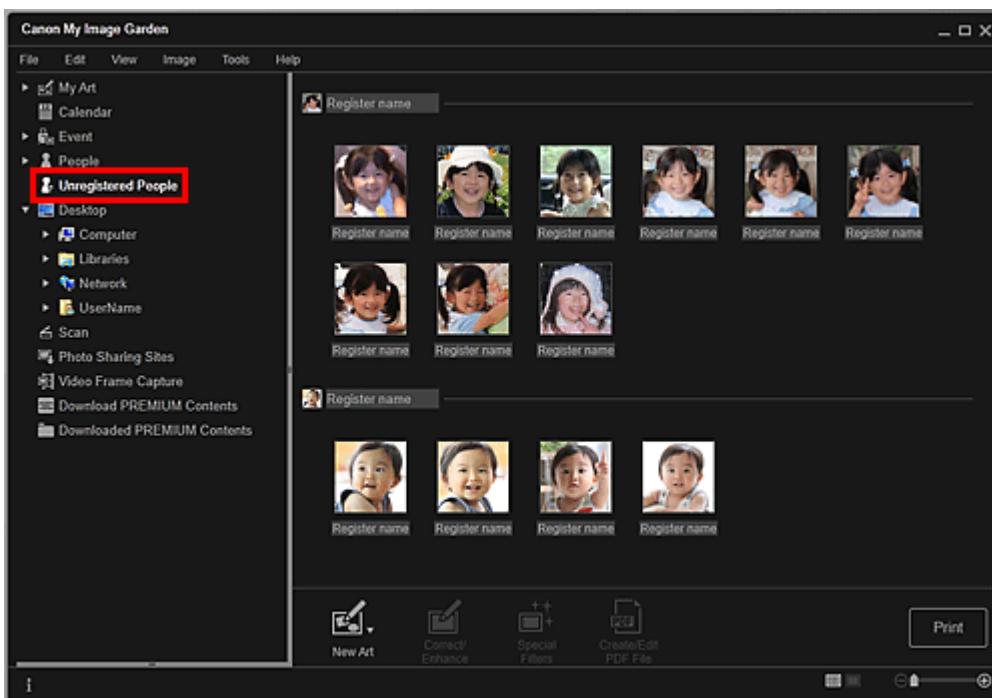 Canon My Image Garden
File Edit View Image Tools Help
My Art
Calendar
Event
People
Unregistered People
Desktop
Computer
Libraries
Network
UserName
Scan
Photo Sharing Sites
Video Frame Capture
Download PREMIUM Contents
Downloaded PREMIUM Contents
Register name
Register name Register name Register name Register name Register name Register name
Register name Register name Register name
Register name
Register name Register name Register name Register name
New Art
Correct/
Enhance
Special
Filters
Create/Edit
PDF File
Print